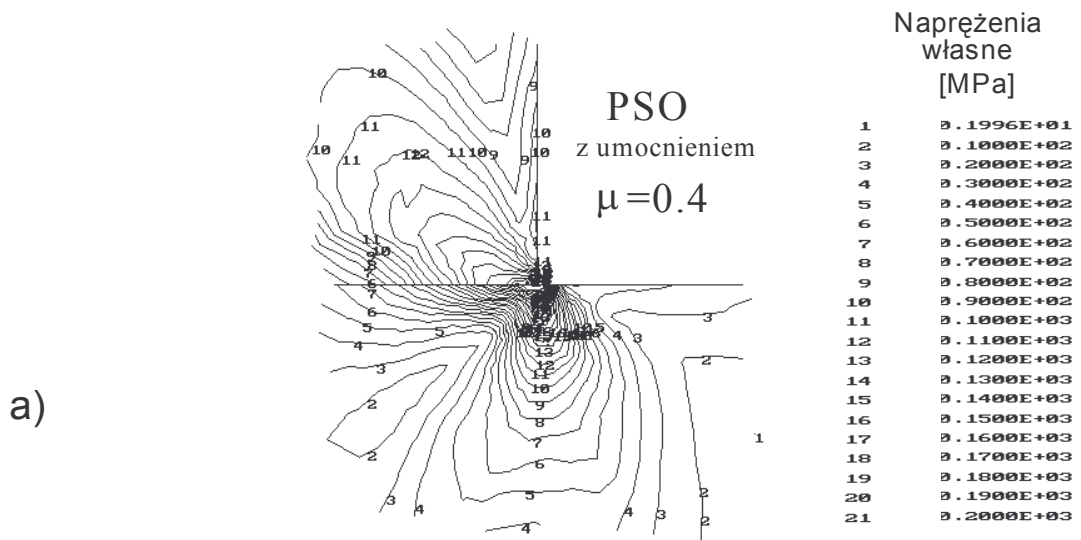 Naprężenia
własne
[MPa]
PSO
z umocnieniem
μ=0.4
a)
1 0.1996E+01
2 0.1000E+02
3 0.2000E+02
4 0.3000E+02
5 0.4000E+02
6 0.5000E+02
7 0.6000E+02
8 0.7000E+02
9 0.8000E+02
10 0.9000E+02
11 0.1000E+03
12 0.1100E+03
13 0.1200E+03
14 0.1300E+03
15 0.1400E+03
16 0.1500E+03
17 0.1600E+03
18 0.1700E+03
19 0.1800E+03
20 0.1900E+03
21 0.2000E+03